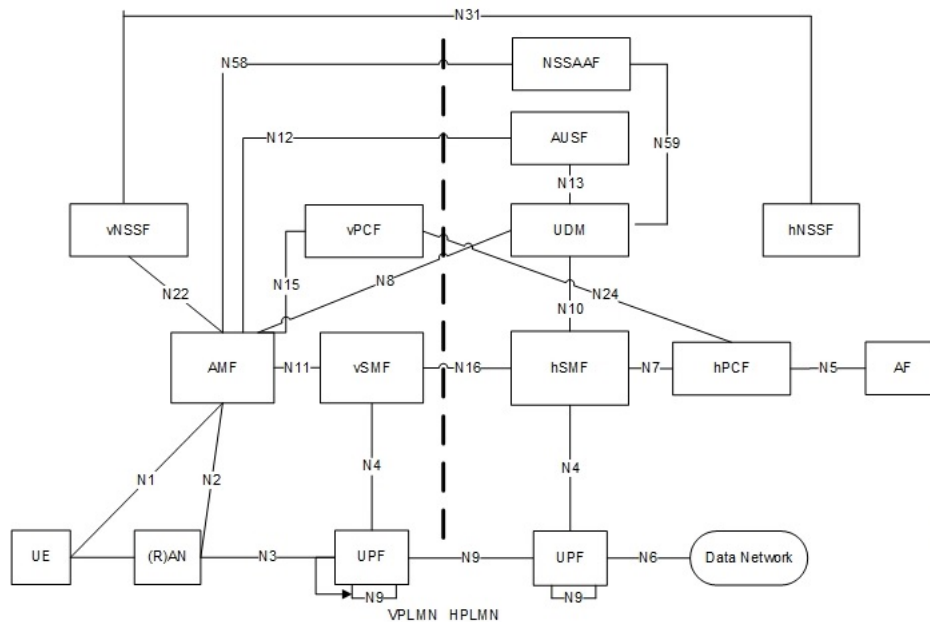 N31
N58
NSSAAF
N12
AUSF
N59
N13
vNSSF
vPCF
UDM
hNSSF
N22
N15
N8
N24
N10
AMF
N11
vSMF
N16
hSMF
N7
hPCF
N5
AF
N4
N4
N1
N2
UE
(R)AN
N3
UPF
N9
UPF
N6
Data Network
N9
N9
VPLMN HPLMN